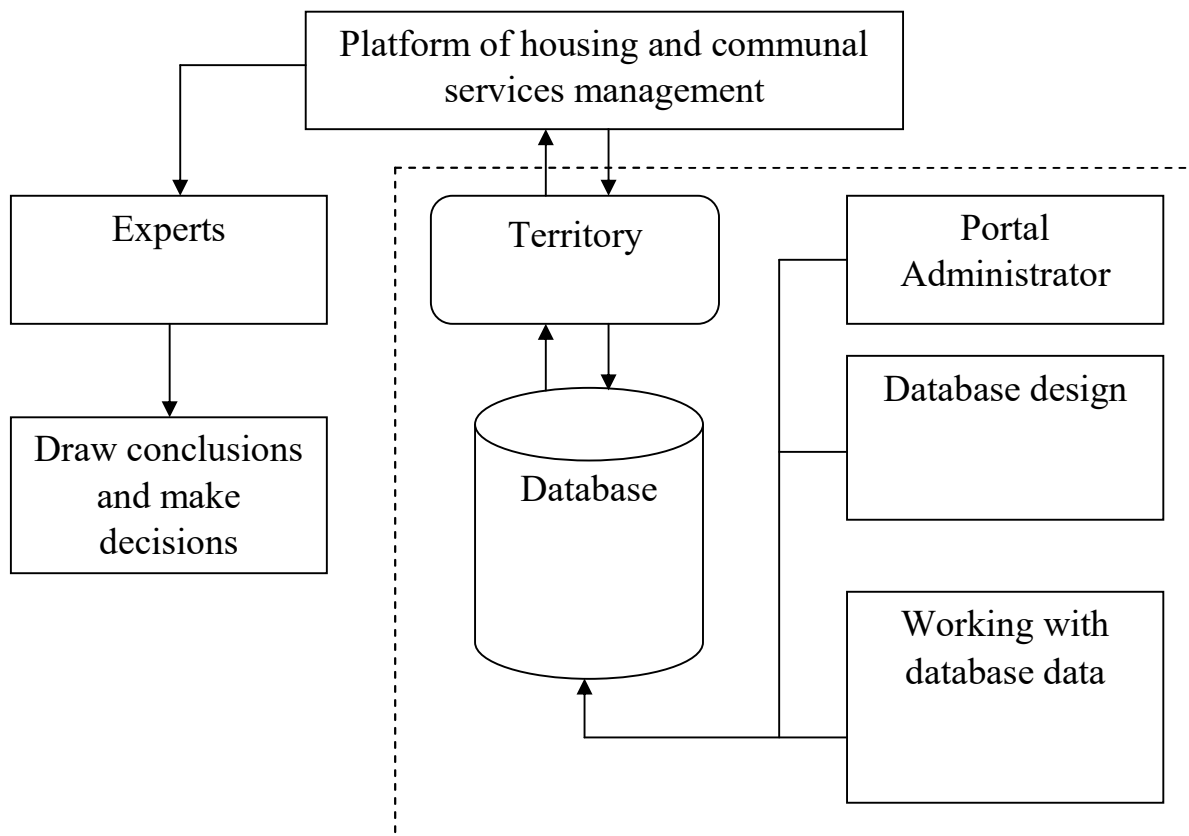 Platform of housing and communal
services management
Experts
Territory
Portal
Administrator
Database design
Draw conclusions
and make
decisions
Database
Working with
database data